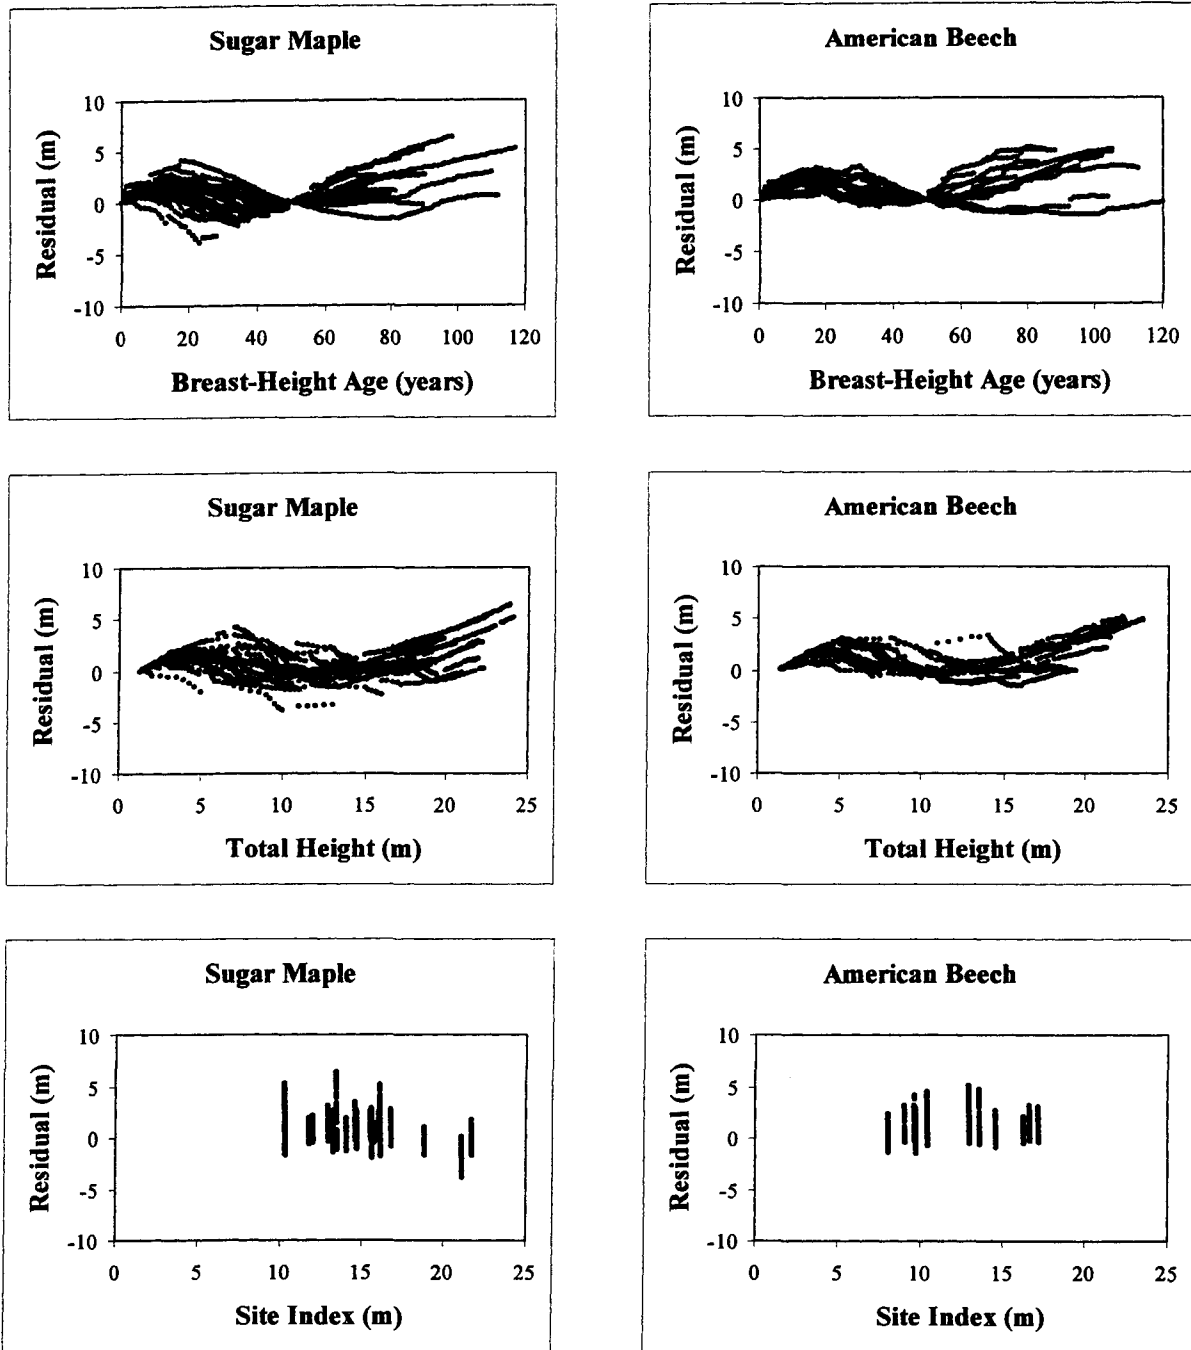 Sugar Maple
10
5
0
-5
-10
Residual (m)
0 20 40 60 80 100 120
Breast-Height Age (years)
American Beech
10
5
0
-5
-10
Residual (m)
0 20 40 60 80 100 120
Breast-Height Age (years)
Sugar Maple
10
5
0
-5
-10
Residual (m)
0 5 10 15 20 25
Total Height (m)
American Beech
10
5
0
-5
-10
Residual (m)
0 5 10 15 20 25
Total Height (m)
Sugar Maple
10
5
0
-5
-10
Residual (m)
0 5 10 15 20 25
Site Index (m)
American Beech
10
5
0
-5
-10
Residual (m)
0 5 10 15 20 25
Site Index (m)